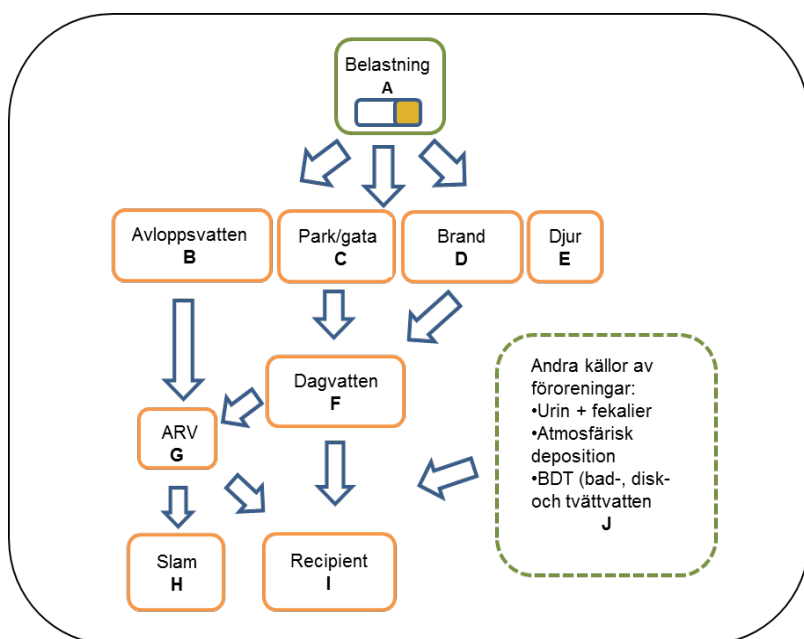 Belastning
A
Avloppsvatten
B
Park/gata
C
Brand
D
Djur
E
Dagvatten
F
ARV
G
Slam
H
Recipient
I
Andra källor av
föroreningar:
•Urin + fekalier
•Atmosfärisk
deposition
•BDT (bad-, disk-
och tvättvatten
J